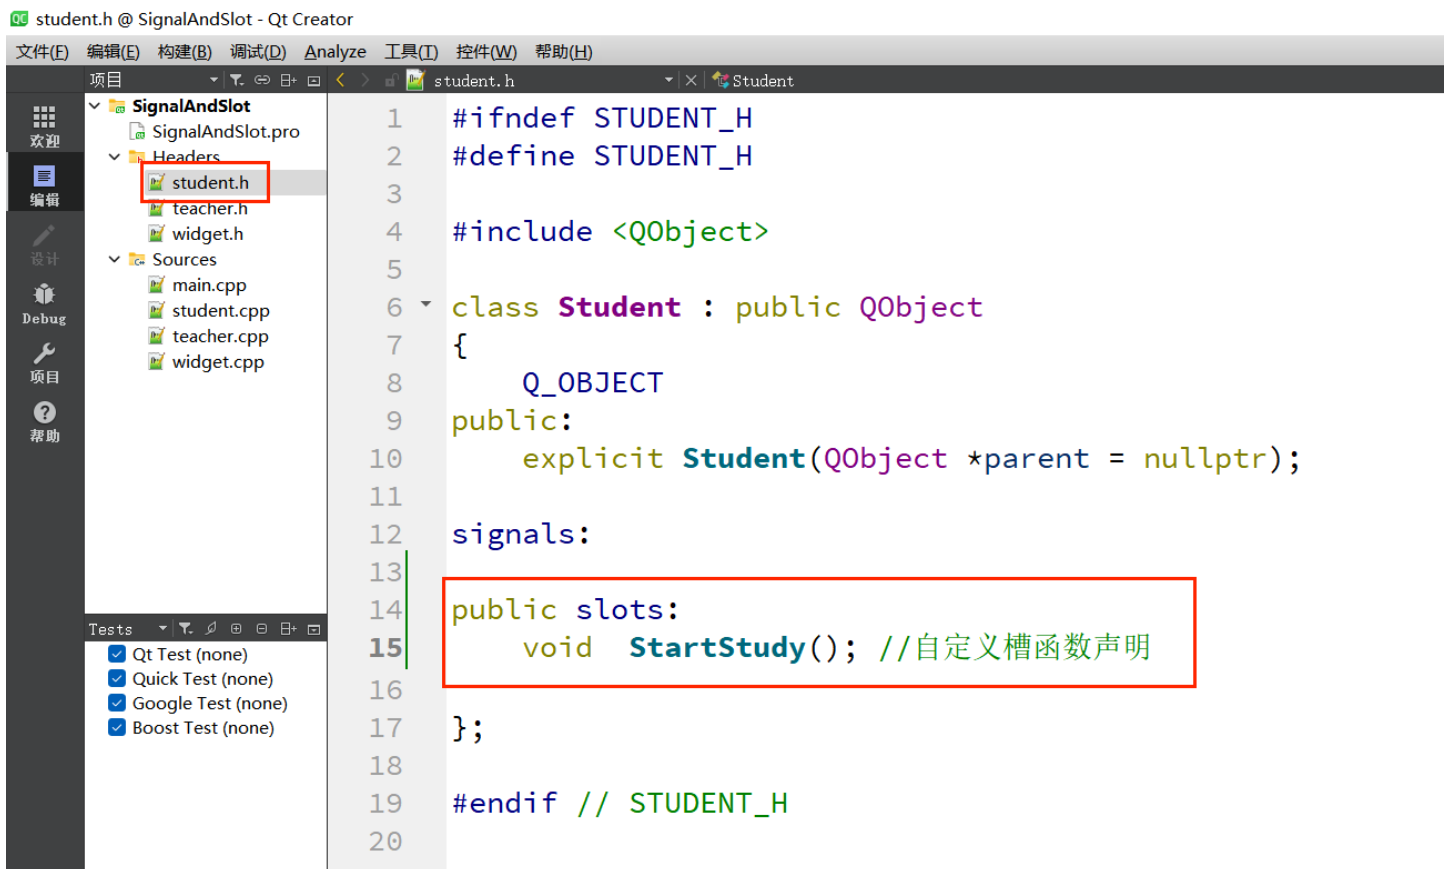 student.h @ SignalAndSlot - Qt Creator
文件(F) 编辑(E) 构建(B) 调试(D) Analyze 工具(T) 控件(W) 帮助(H)
项目
student.h
Student
欢迎
编辑
设计
Debug
项目
帮助
SignalAndSlot
SignalAndSlot.pro
Headers
student.h
teacher.h
widget.h
Sources
main.cpp
student.cpp
teacher.cpp
widget.cpp
Tests
Qt Test (none)
Quick Test (none)
Google Test (none)
Boost Test (none)
1 #ifndef STUDENT_H
2 #define STUDENT_H
3
4 #include <QObject>
5
6 class Student : public QObject
7 {
8     Q_OBJECT
9 public:
10     explicit Student(QObject *parent = nullptr);
11
12 signals:
13
14 public slots:
15     void  StartStudy(); //自定义槽函数声明
16
17 };
18
19 #endif // STUDENT_H
20